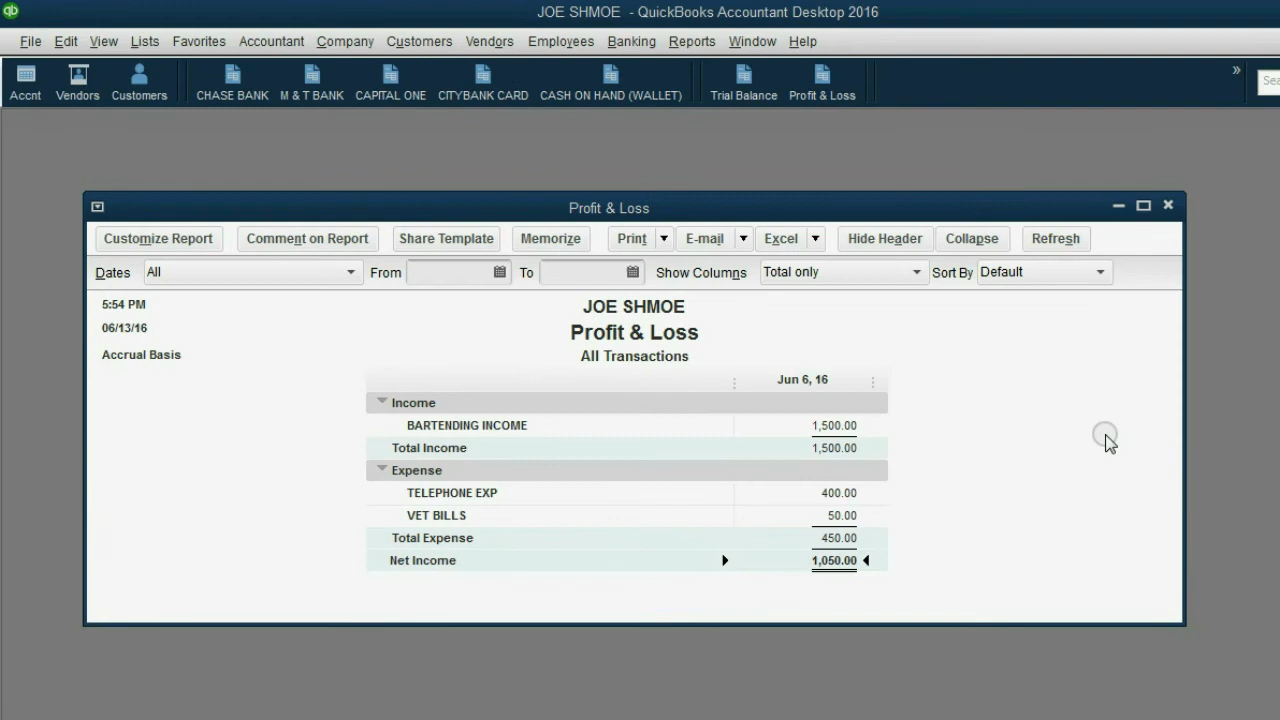 JOE SHMOE - QuickBooks Accountant Desktop 2016
File Edit View Lists Favorites Accountant Company Customers Vendors Employees Banking Reports Window Help
Accnt Vendors Customers CHASE BANK M & T BANK CAPITAL ONE CITYBANK CARD CASH ON HAND (WALLET) Trial Balance Profit & Loss » Sea
Profit & Loss
Customize Report Comment on Report Share Template Memorize Print E-mail Excel Hide Header Collapse Refresh
Dates All From To Show Columns Total only Sort By Default
5:54 PM JOE SHMOE
06/13/16 Profit & Loss
Accrual Basis All Transactions
Jun 6, 16
Income
BARTENDING INCOME 1,500.00
Total Income 1,500.00
Expense
TELEPHONE EXP 400.00
VET BILLS 50.00
Total Expense 450.00
Net Income 1,050.00